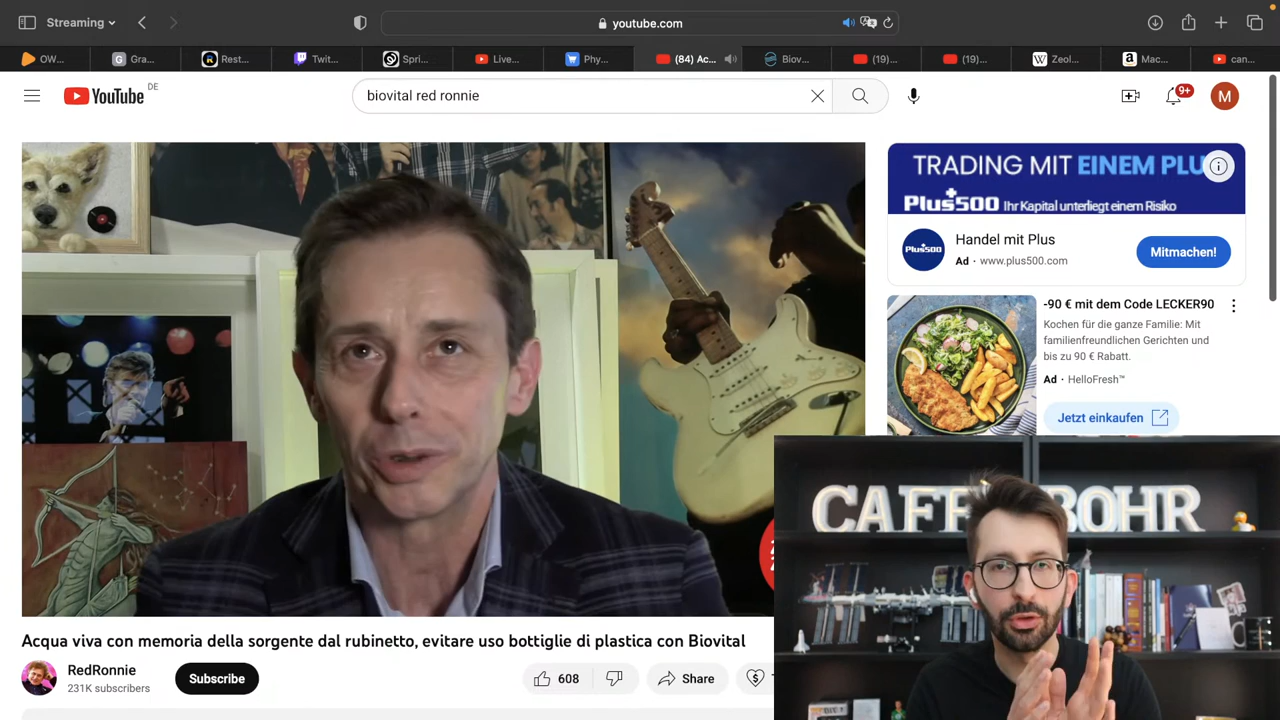 Streaming
youtube.com
OW...
Gra...
Rest...
Twit...
Spri...
Live...
Phy...
(84) Ac...
Biov...
(19)...
(19)...
Zeol...
Mac...
can...
YouTube DE
biovital red ronnie
9+
M
TRADING MIT EINEM PLU
Plus500 Ihr Kapital unterliegt einem Risiko
Plus500
Handel mit Plus
Ad · www.plus500.com
Mitmachen!
-90 € mit dem Code LECKER90
Kochen für die ganze Familie: Mit
familienfreundlichen Gerichten und
bis zu 90 € Rabatt.
Ad · HelloFresh™
Jetzt einkaufen
CAFF BOHR
Acqua viva con memoria della sorgente dal rubinetto, evitare uso bottiglie di plastica con Biovital
RedRonnie
231K subscribers
Subscribe
608
Share